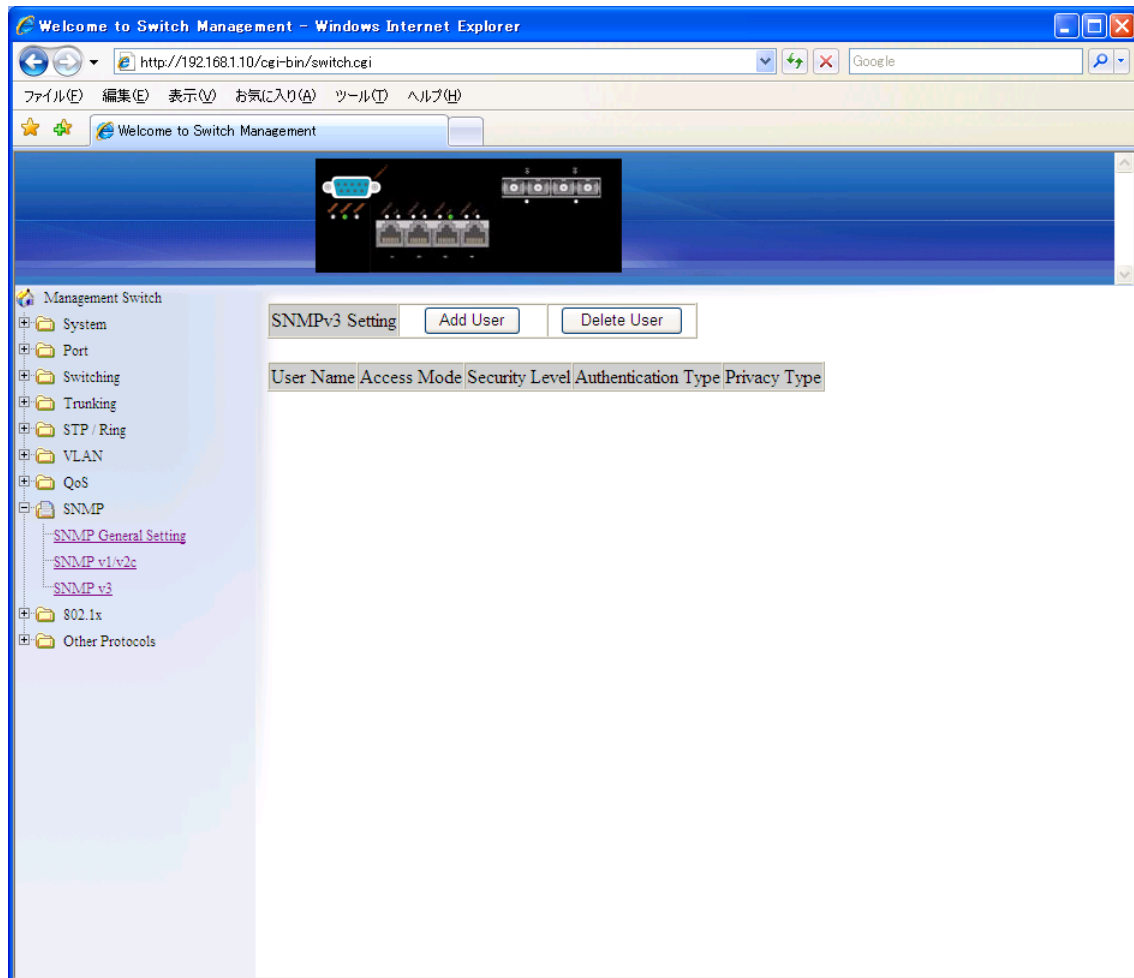 Welcome to Switch Management - Windows Internet Explorer
http://192.168.1.10/cgi-bin/switch.cgi
Google
ファイル(F) 編集(E) 表示(V) お気に入り(A) ツール(T) ヘルプ(H)
Welcome to Switch Management
Management Switch
System
Port
Switching
Trunking
STP / Ring
VLAN
QoS
SNMP
SNMP General Setting
SNMP v1/v2c
SNMP v3
802.1x
Other Protocols
SNMPv3 Setting Add User Delete User
User Name Access Mode Security Level Authentication Type Privacy Type